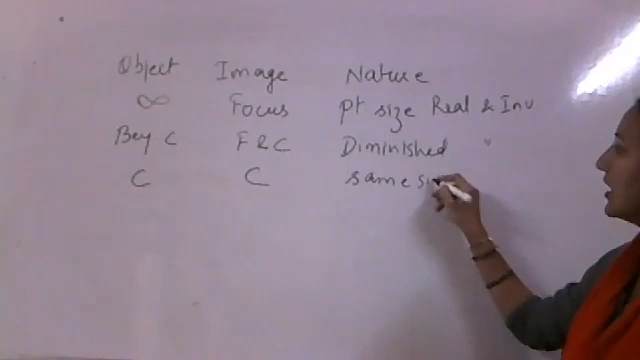 Object Image Nature
∞ Focus pt size Real & Inv
Bey C F & C Diminished "
C C same si